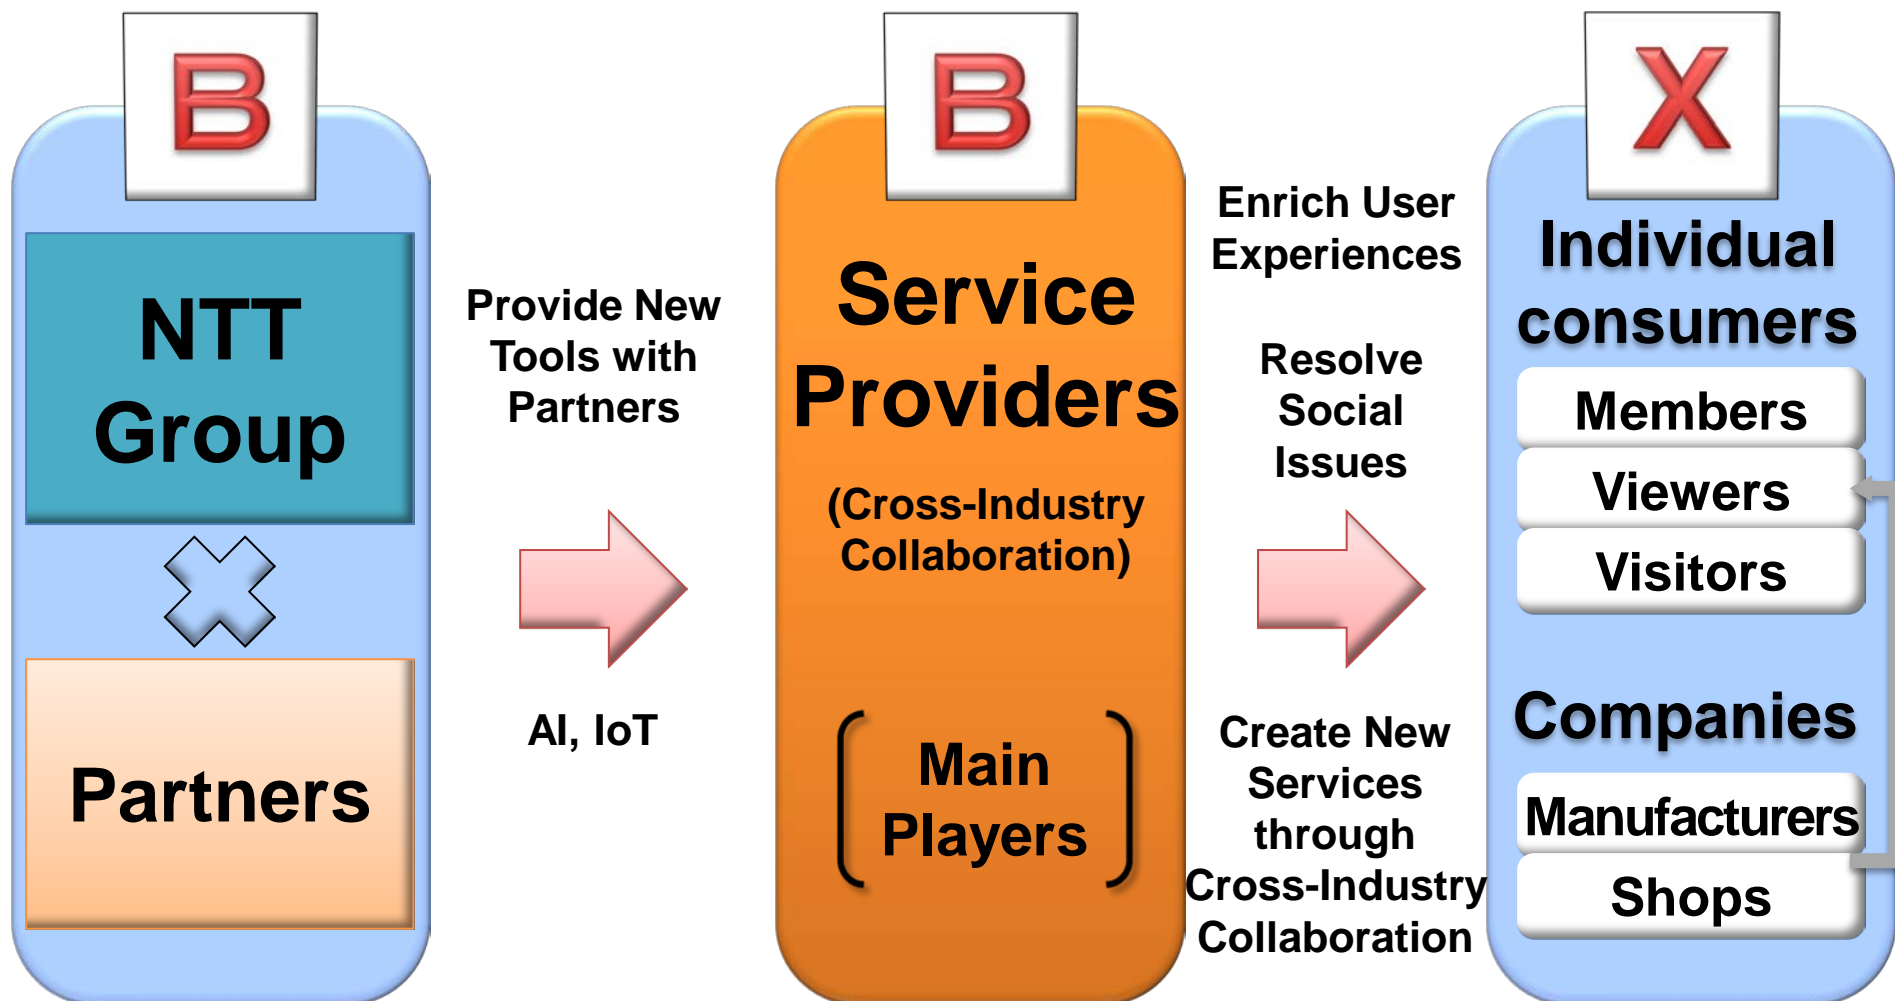 B
NTT
Group
Partners
Provide New
Tools with
Partners
AI, IoT
B
Service
Providers
(Cross-Industry
Collaboration)
Main
Players
Enrich User
Experiences
Resolve
Social
Issues
Create New
Services
through
Cross-Industry
Collaboration
X
Individual
consumers
Members
Viewers
Visitors
Companies
Manufacturers
Shops